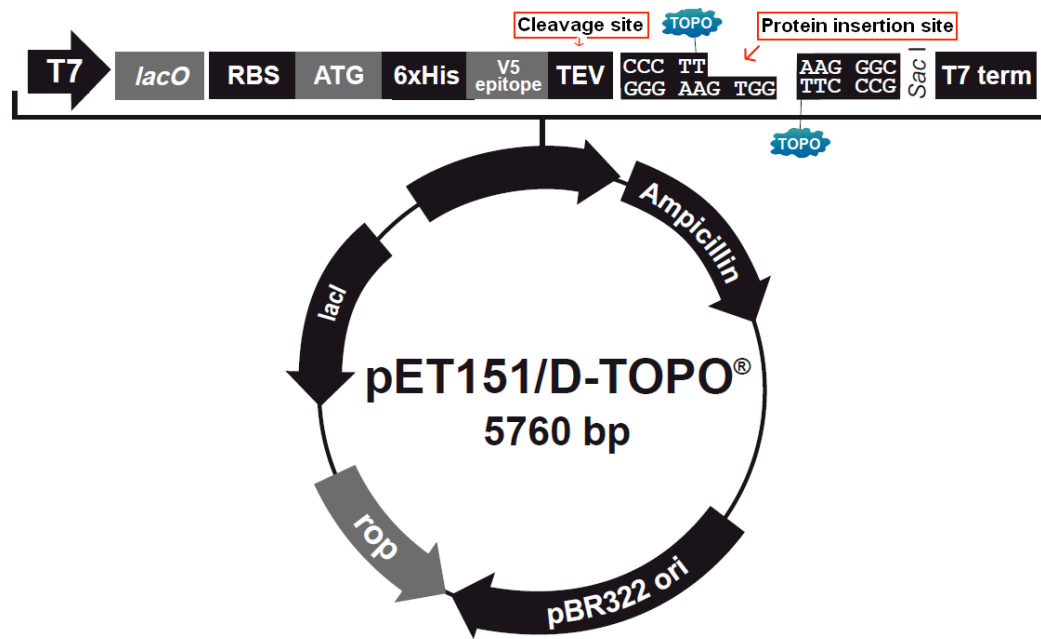 Cleavage site
TOPO
Protein insertion site
T7
lacO
RBS
ATG
6xHis
V5
epitope
TEV
CCC TT
GGG AAG TGG
AAG GGC
TTC CCG
Sac I
T7 term
TOPO
Ampicillin
lacI
pET151/D-TOPO®
5760 bp
rop
pBR322 ori